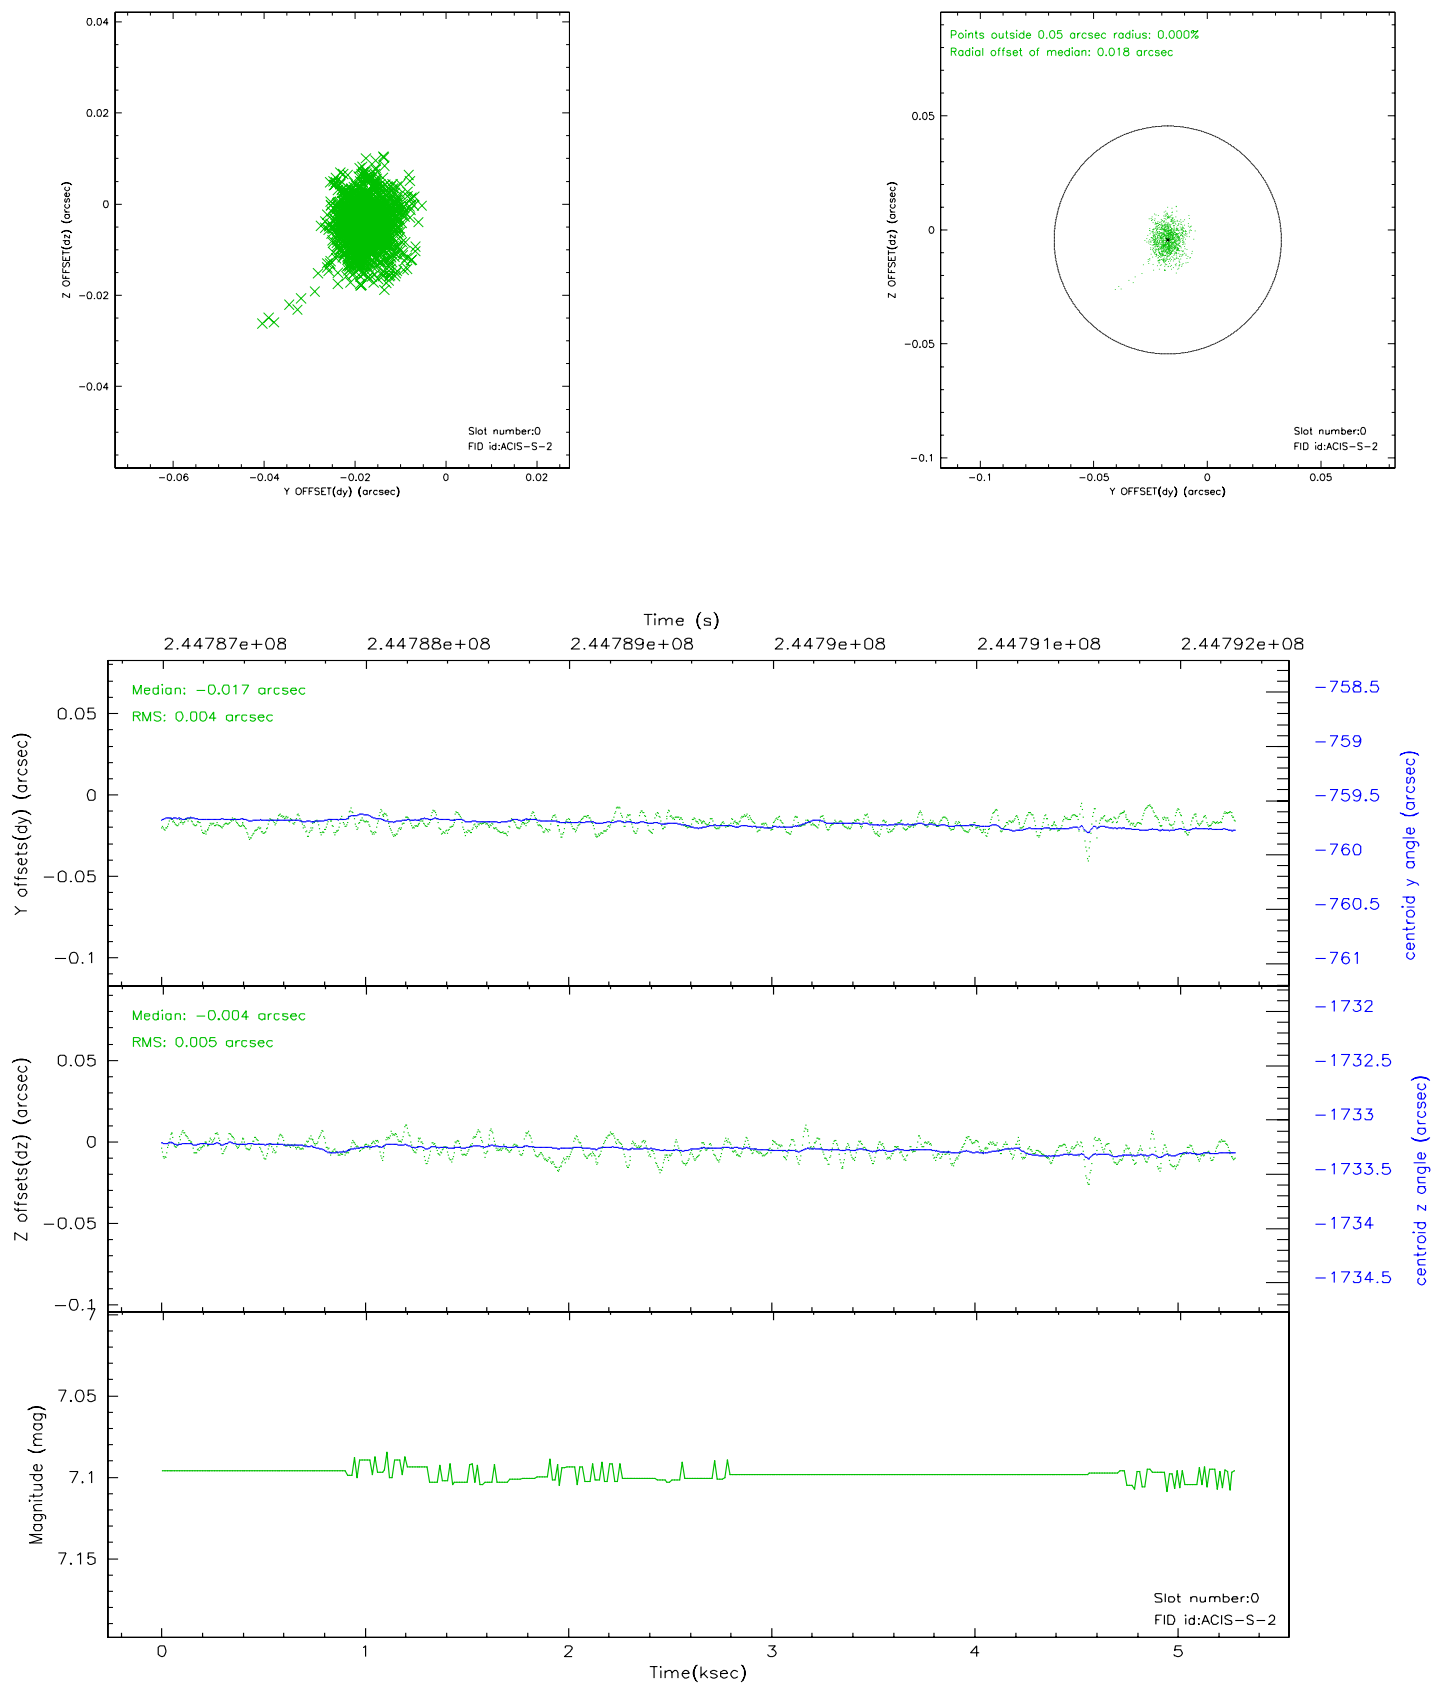 0.04
0.02
0
-0.02
-0.04
Z OFFSET(dz) (arcsec)
Slot number:0
FID id:ACIS-S-2
-0.06 -0.04 -0.02 0 0.02
Y OFFSET(dy) (arcsec)
Points outside 0.05 arcsec radius: 0.000%
Radial offset of median: 0.018 arcsec
0.05
0
-0.05
-0.1
Z OFFSET(dz) (arcsec)
Slot number:0
FID id:ACIS-S-2
-0.1 -0.05 0 0.05
Y OFFSET(dy) (arcsec)
Time (s)
2.44787e+08 2.44788e+08 2.44789e+08 2.4479e+08 2.44791e+08 2.44792e+08
Median: -0.017 arcsec
RMS: 0.004 arcsec
0.05
0
-0.05
-0.1
Y offsets(dy) (arcsec)
-758.5
-759
-759.5
-760
-760.5
-761
centroid y angle (arcsec)
Median: -0.004 arcsec
RMS: 0.005 arcsec
0.05
0
-0.05
-0.1
Z offsets(dz) (arcsec)
-1732
-1732.5
-1733
-1733.5
-1734
-1734.5
centroid z angle (arcsec)
7
7.05
7.1
7.15
Magnitude (mag)
Slot number:0
FID id:ACIS-S-2
0 1 2 3 4 5
Time(ksec)